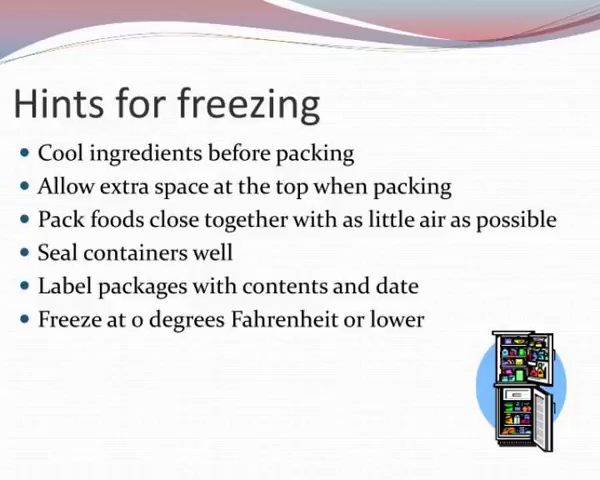 Hints for freezing
• Cool ingredients before packing
• Allow extra space at the top when packing
• Pack foods close together with as little air as possible
• Seal containers well
• Label packages with contents and date
• Freeze at 0 degrees Fahrenheit or lower